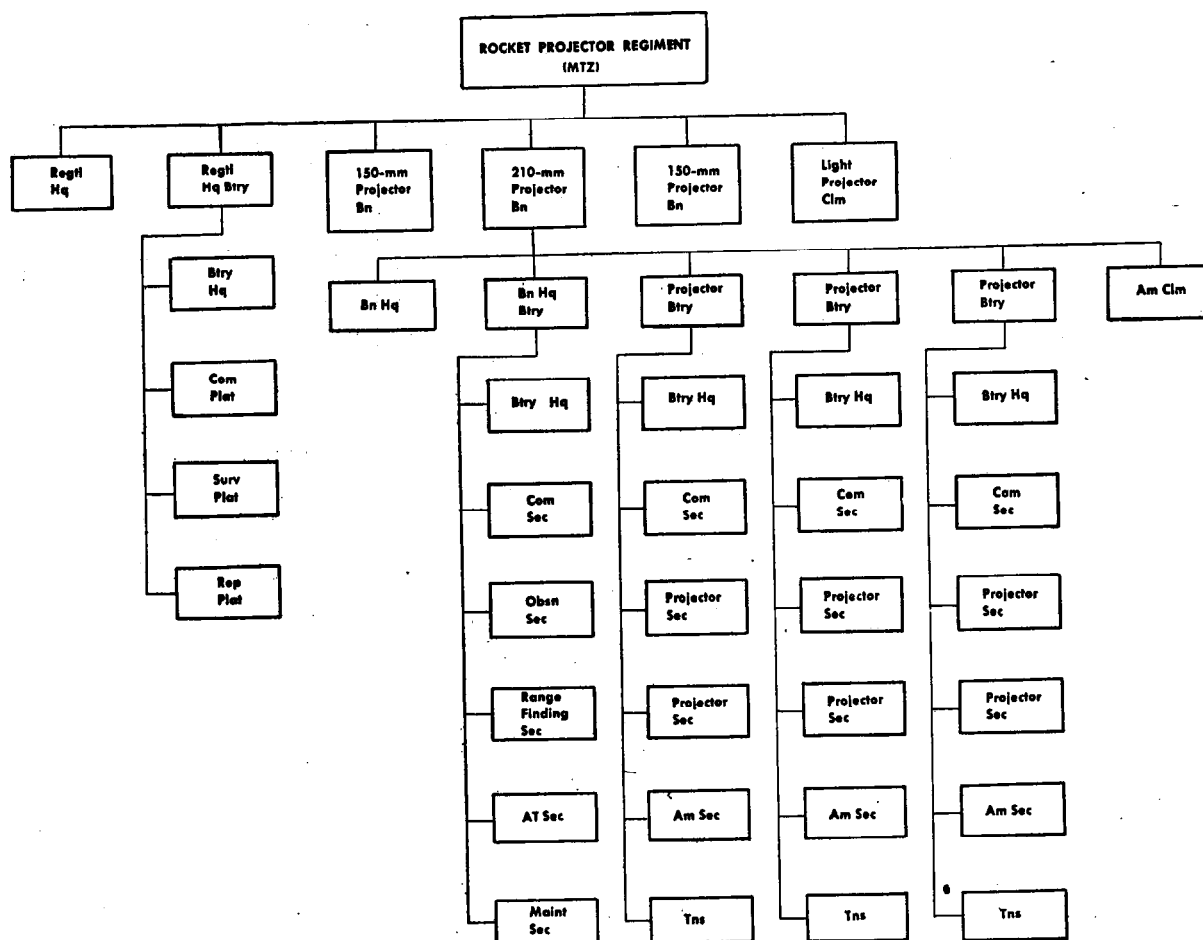 ROCKET PROJECTOR REGIMENT
(MTZ)
Regtl
Hq
Regtl
Hq Btry
150-mm
Projector
Bn
210-mm
Projector
Bn
150-mm
Projector
Bn
Light
Projector
Clm
Btry
Hq
Com
Plat
Surv
Plat
Rep
Plat
Bn Hq
Bn Hq
Btry
Projector
Btry
Projector
Btry
Projector
Btry
Am Clm
Btry Hq
Btry Hq
Btry Hq
Btry Hq
Com
Sec
Com
Sec
Com
Sec
Com
Sec
Obsn
Sec
Projector
Sec
Projector
Sec
Projector
Sec
Range
Finding
Sec
Projector
Sec
Projector
Sec
Projector
Sec
AT Sec
Am Sec
Am Sec
Am Sec
Maint
Sec
Tns
Tns
Tns